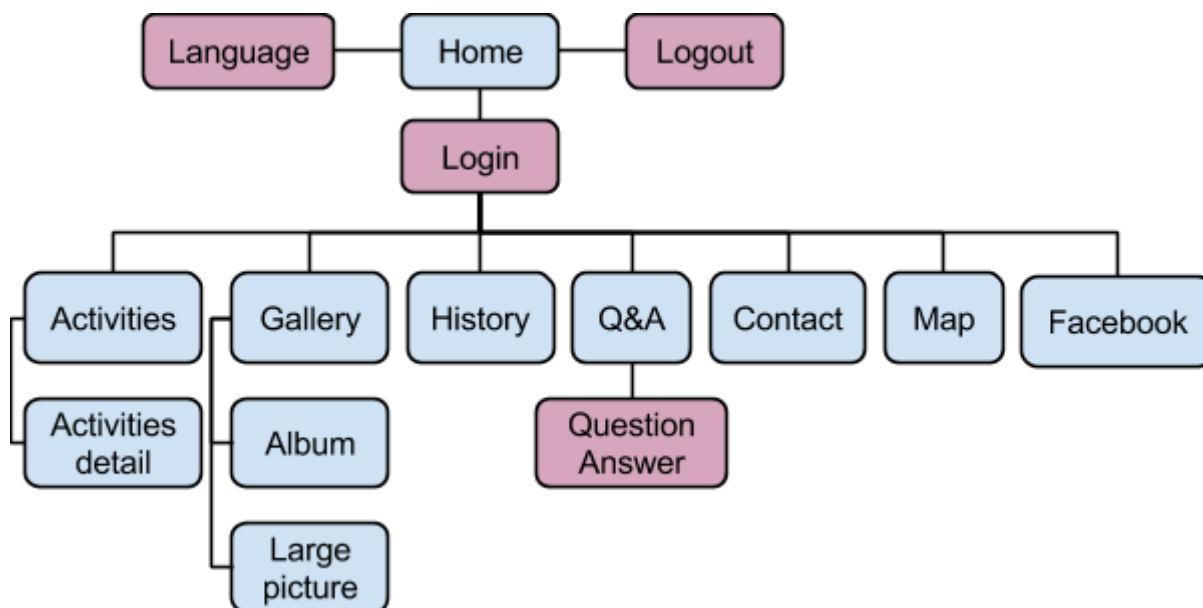 Language
Home
Logout
Login
Activities
Gallery
History
Q&A
Contact
Map
Facebook
Activities
detail
Album
Question
Answer
Large
picture